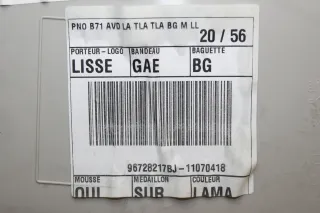 PNO B71 AVD LA TLA TLA BG M LL
20 / 56
PORTEUR-LOGO BANDEAU BAGUETTE
LISSE GAE BG
96728217BJ-11070418
MOUSSE MEDAILLON COULEUR
OUI SUR LAMA